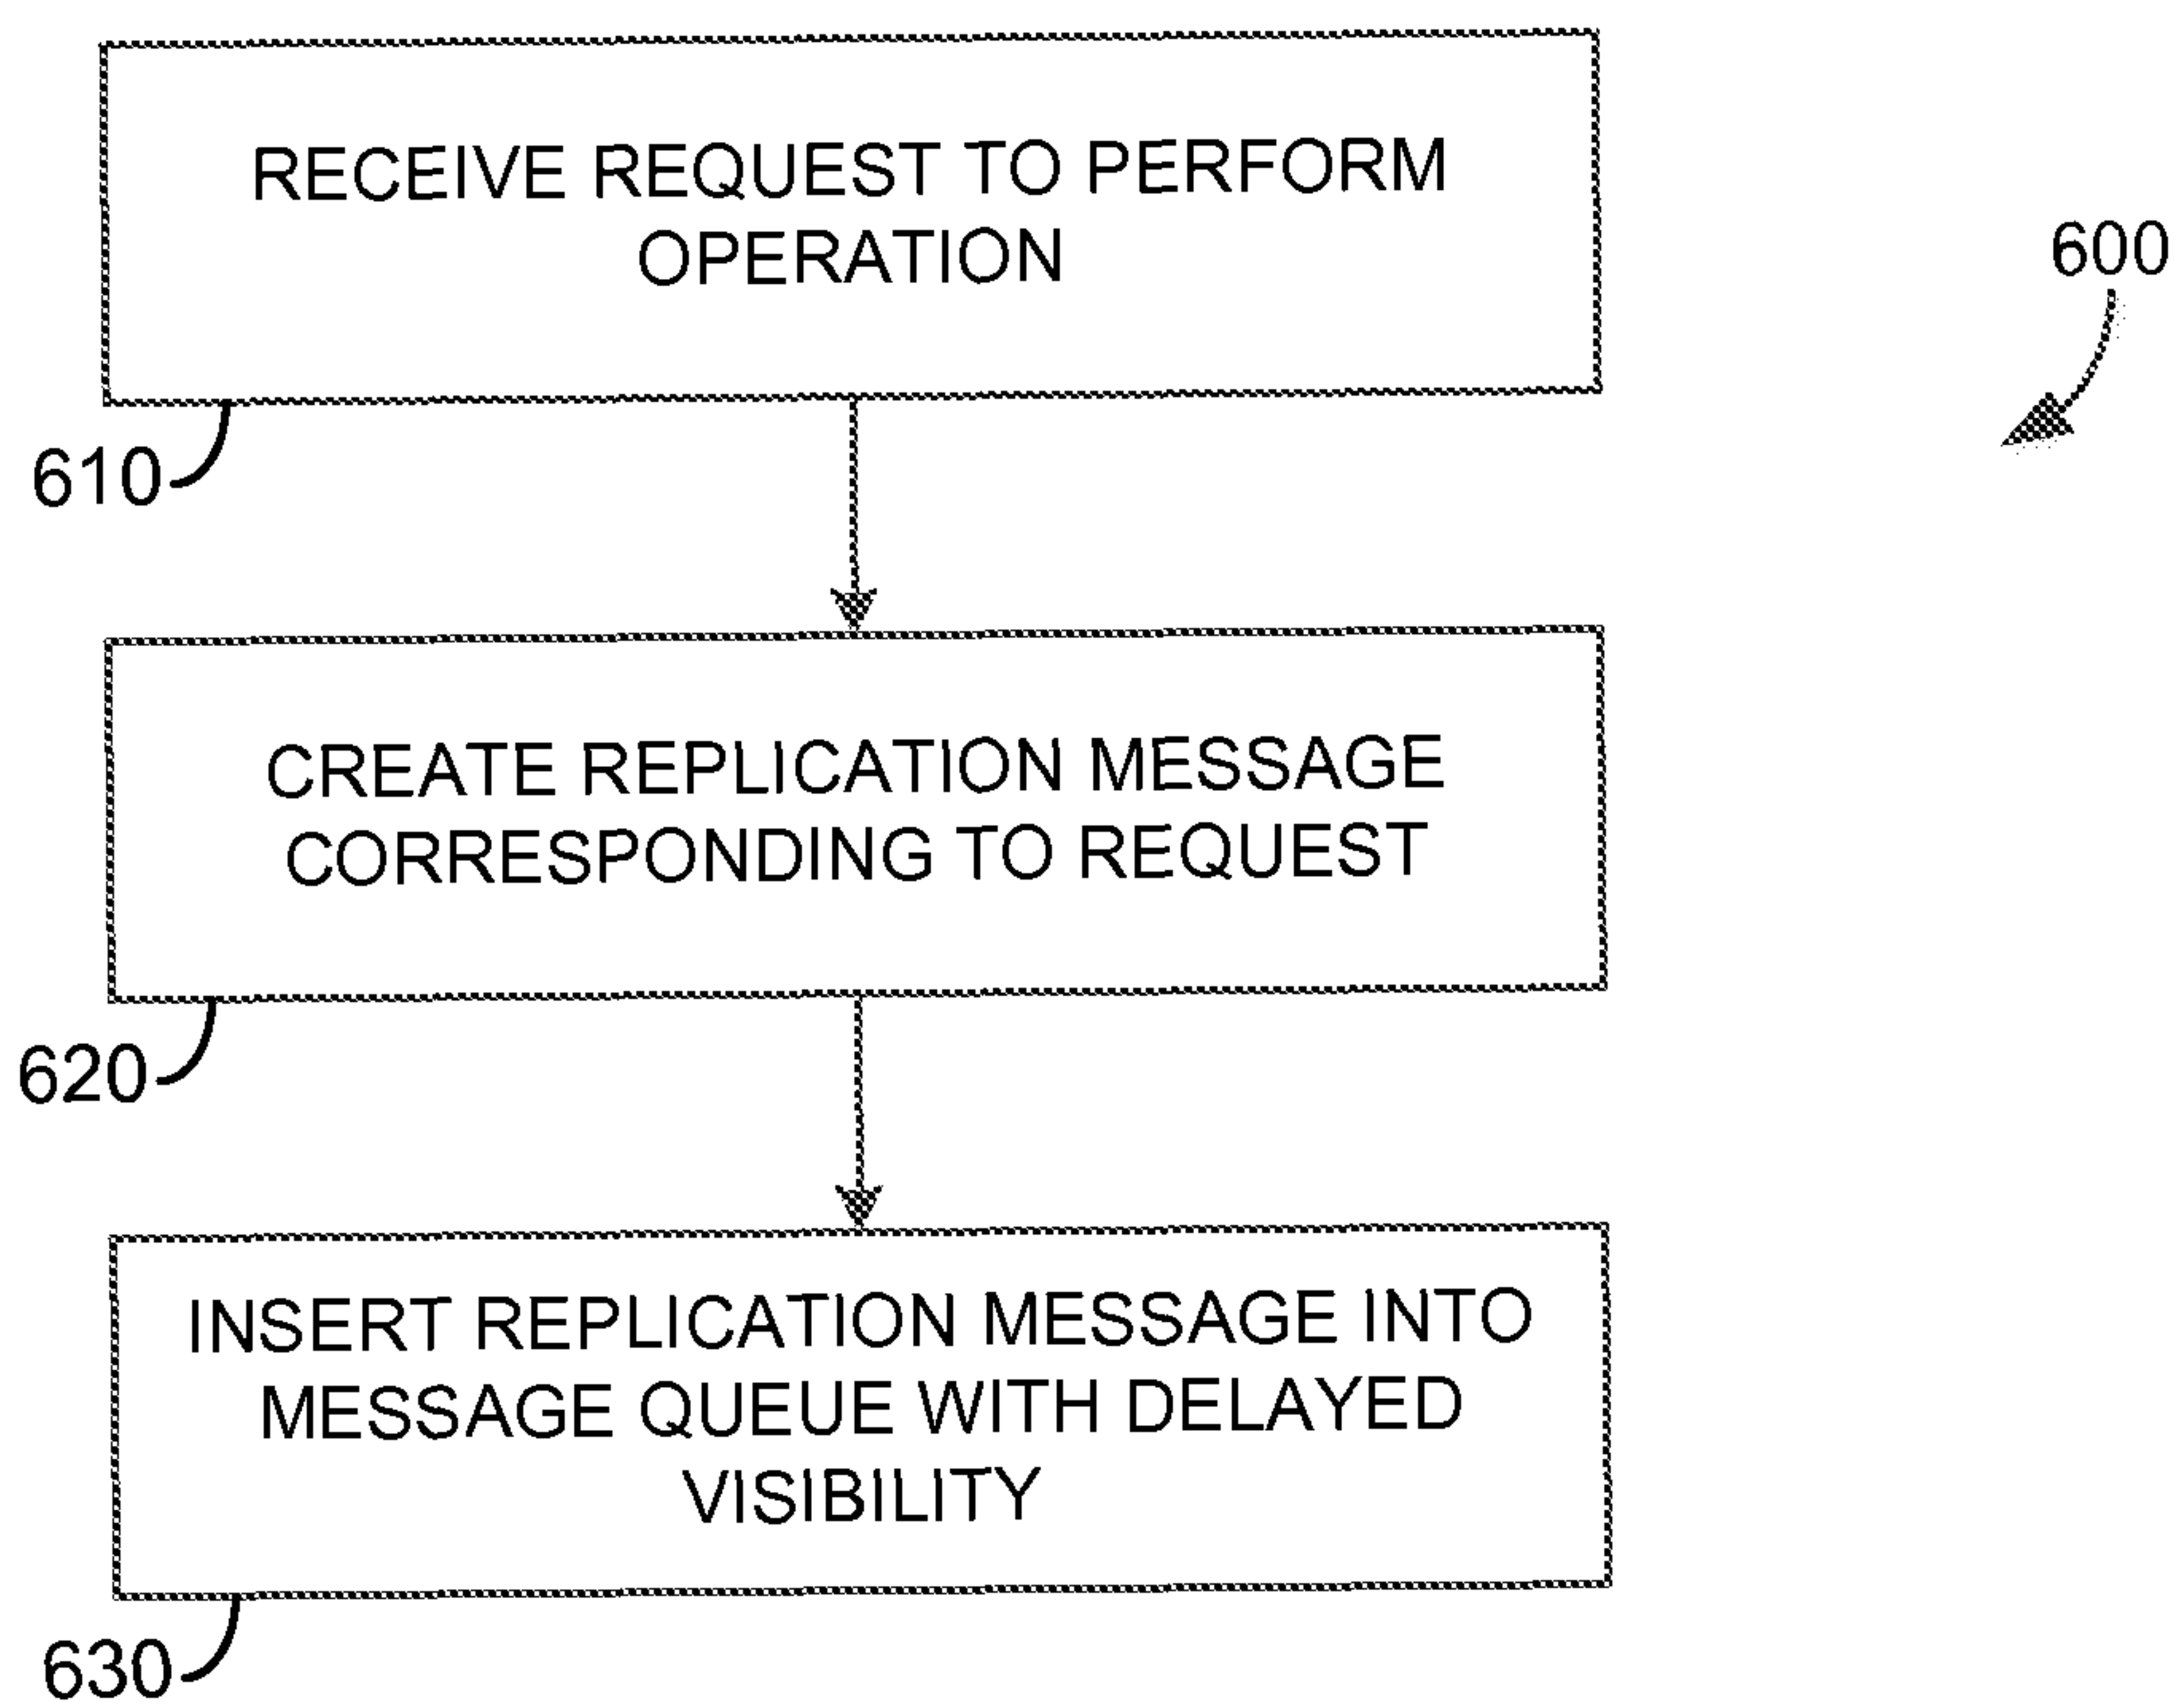 RECEIVE REQUEST TO PERFORM
OPERATION
600
610
CREATE REPLICATION MESSAGE
CORRESPONDING TO REQUEST
620
INSERT REPLICATION MESSAGE INTO
MESSAGE QUEUE WITH DELAYED
VISIBILITY
630